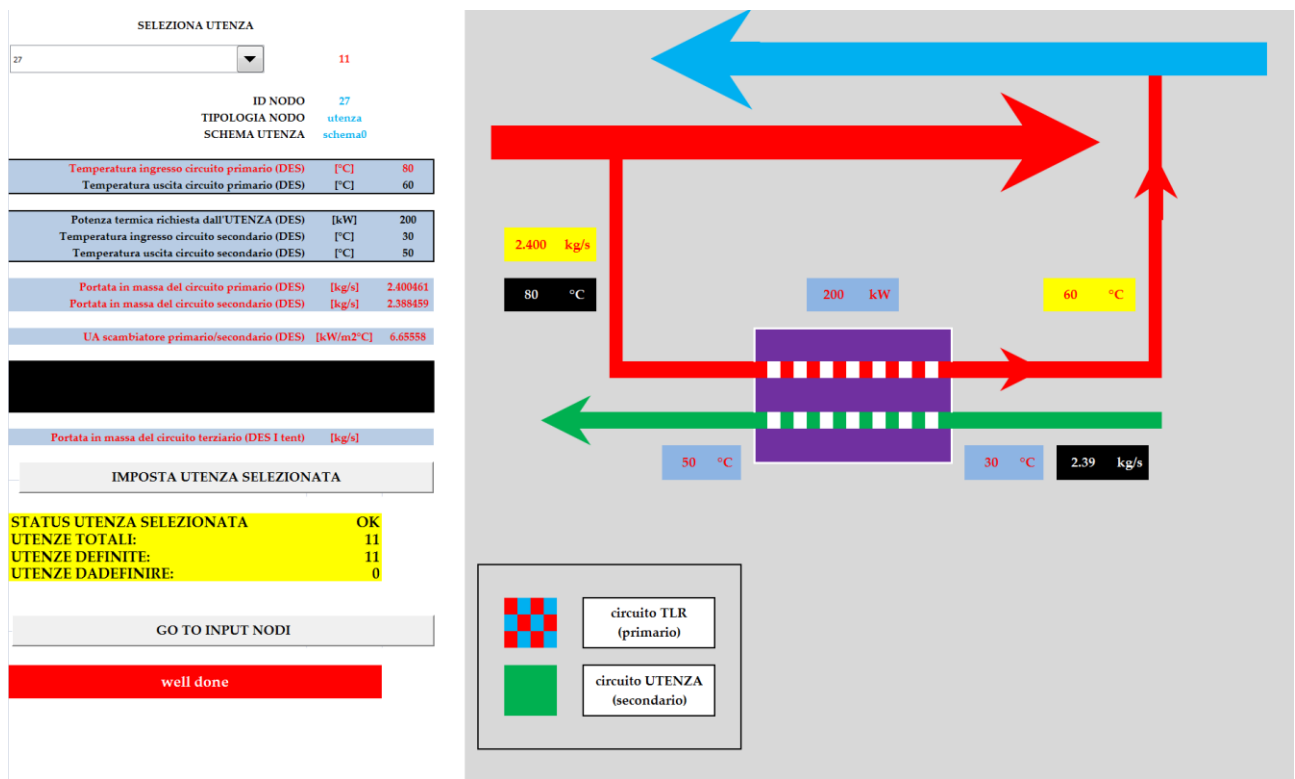 SELEZIONA UTENZA
27
11
ID NODO 27
TIPOLOGIA NODO utenza
SCHEMA UTENZA schema0
Temperatura ingresso circuito primario (DES) [°C] 80
Temperatura uscita circuito primario (DES) [°C] 60
Potenza termica richiesta dall'UTENZA (DES) [kW] 200
Temperatura ingresso circuito secondario (DES) [°C] 30
Temperatura uscita circuito secondario (DES) [°C] 50
Portata in massa del circuito primario (DES) [kg/s] 2.400461
Portata in massa del circuito secondario (DES) [kg/s] 2.388459
UA scambiatore primario/secondario (DES) [kW/m2°C] 6.65558
Portata in massa del circuito terziario (DES I tent) [kg/s]
IMPOSTA UTENZA SELEZIONATA
STATUS UTENZA SELEZIONATA OK
UTENZE TOTALI: 11
UTENZE DEFINITE: 11
UTENZE DADEFINIRE: 0
GO TO INPUT NODI
well done
2.400 kg/s
80 °C
200 kW
60 °C
50 °C
30 °C
2.39 kg/s
circuito TLR
(primario)
circuito UTENZA
(secondario)